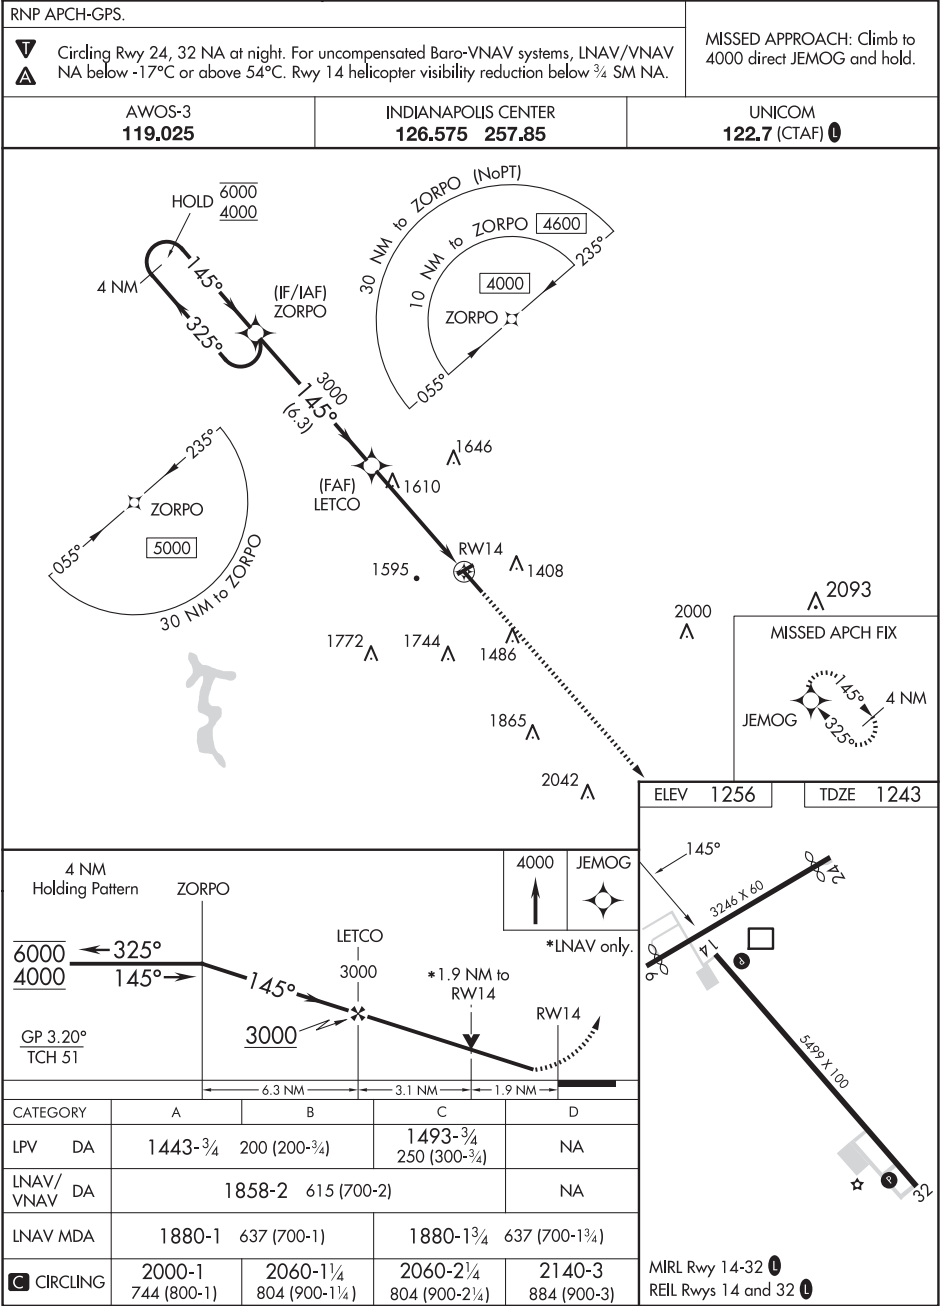 RNP APCH-GPS.
T
A
Circling Rwy 24, 32 NA at night. For uncompensated Baro-VNAV systems, LNAV/VNAV
NA below -17°C or above 54°C. Rwy 14 helicopter visibility reduction below ¾ SM NA.
MISSED APPROACH: Climb to
4000 direct JEMOG and hold.
AWOS-3
119.025
INDIANAPOLIS CENTER
126.575 257.85
UNICOM
122.7 (CTAF) L
HOLD 6000
4000
4 NM
145°
325°
(IF/IAF)
ZORPO
30 NM to ZORPO (NoPT)
4600
10 NM to ZORPO
4000
ZORPO
235°
055°
3000
145°
(6.3)
(FAF)
LETCO
1646
1610
235°
ZORPO
055°
5000
30 NM to ZORPO
RW14
1595
1408
1772
1744
1486
2000
2093
1865
2042
MISSED APCH FIX
JEMOG
145°
325°
4 NM
ELEV 1256
TDZE 1243
145°
3246 X 60
24
6
14
P
5499 X 100
P
32
MIRL Rwy 14-32 L
REIL Rwys 14 and 32 L
4 NM
Holding Pattern
ZORPO
4000
JEMOG
*LNAV only.
6000
4000
325°
145°
145°
LETCO
3000
3000
*1.9 NM to
RW14
RW14
GP 3.20°
TCH 51
6.3 NM
3.1 NM
1.9 NM
CATEGORY A B C D
LPV DA 1443-¾ 200 (200-¾) 1493-¾ 250 (300-¾) NA
LNAV/VNAV DA 1858-2 615 (700-2) NA
LNAV MDA 1880-1 637 (700-1) 1880-1¾ 637 (700-1¾)
C CIRCLING 2000-1 2060-1¼ 2060-2¼ 2140-3
744 (800-1) 804 (900-1¼) 804 (900-2¼) 884 (900-3)